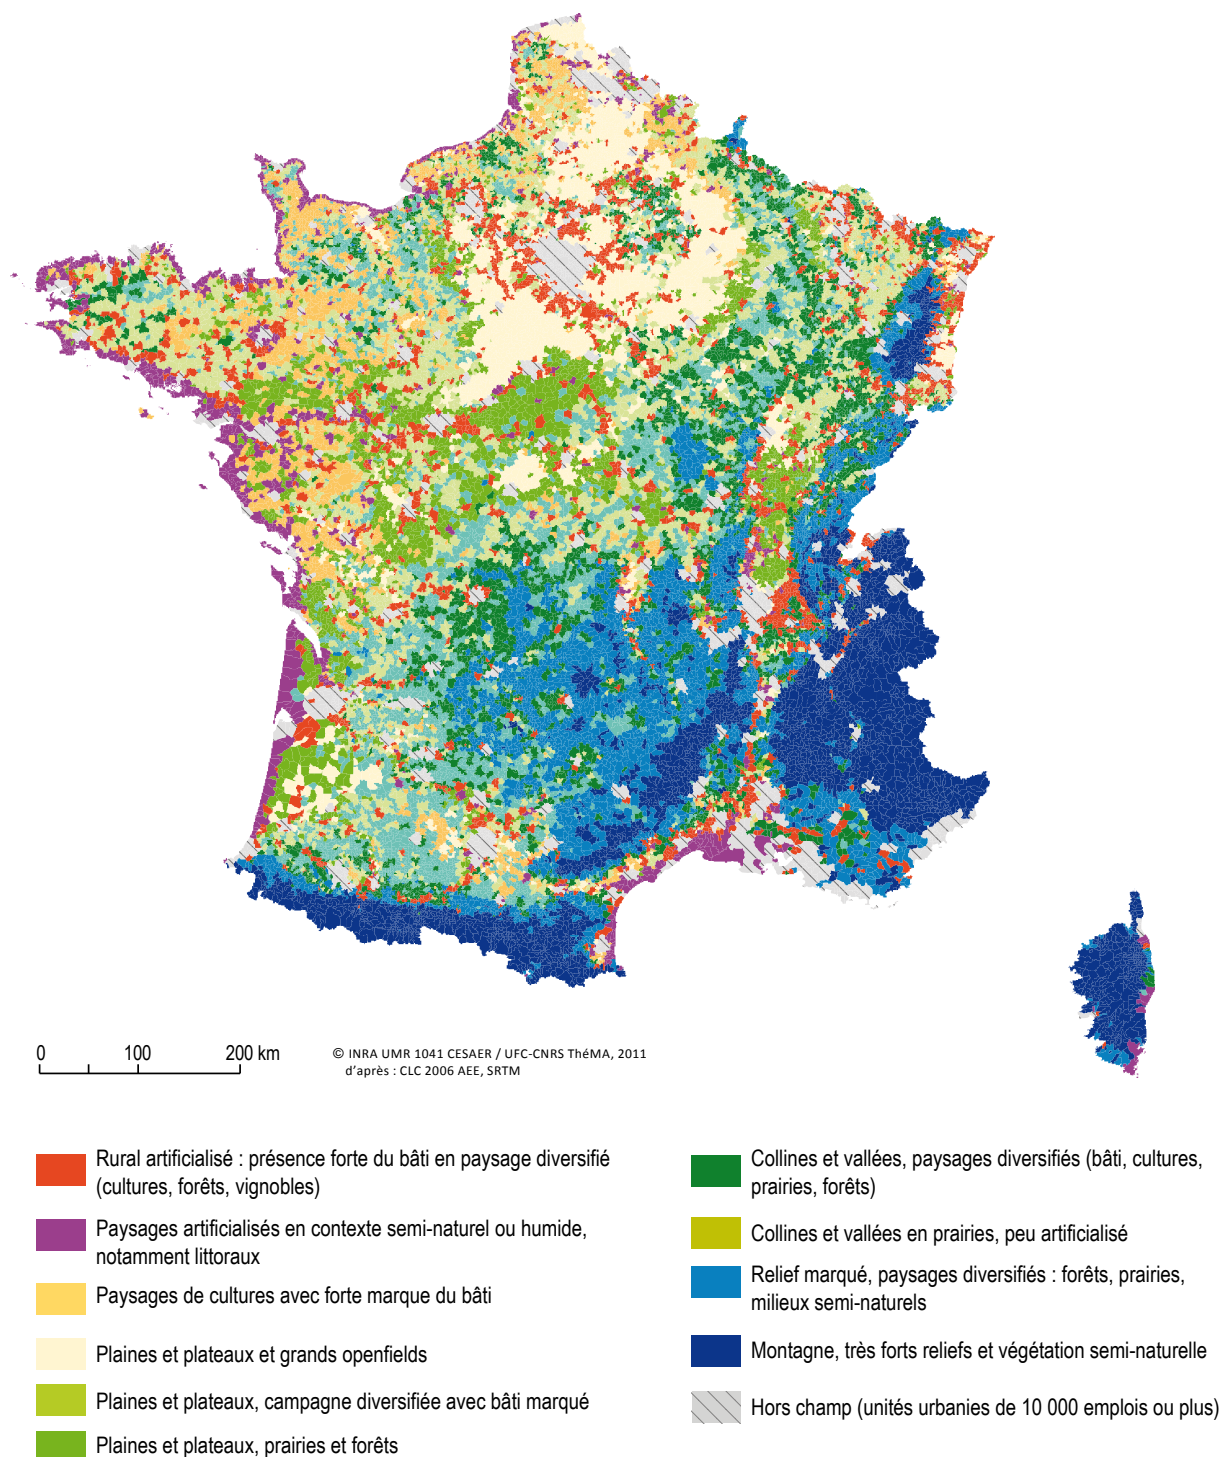 0 100 200 km
© INRA UMR 1041 CESAER / UFC-CNRS ThéMA, 2011
d'après : CLC 2006 AEE, SRTM
Rural artificialisé : présence forte du bâti en paysage diversifié
(cultures, forêts, vignobles)
Paysages artificialisés en contexte semi-naturel ou humide,
notamment littoraux
Paysages de cultures avec forte marque du bâti
Plaines et plateaux et grands openfields
Plaines et plateaux, campagne diversifiée avec bâti marqué
Plaines et plateaux, prairies et forêts
Collines et vallées, paysages diversifiés (bâti, cultures,
prairies, forêts)
Collines et vallées en prairies, peu artificialisé
Relief marqué, paysages diversifiés : forêts, prairies,
milieux semi-naturels
Montagne, très forts reliefs et végétation semi-naturelle
Hors champ (unités urbanies de 10 000 emplois ou plus)